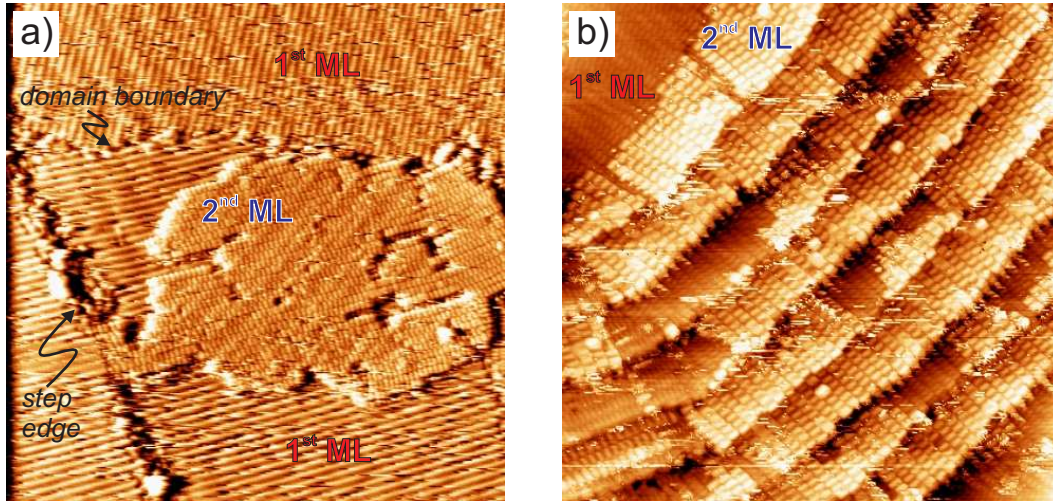 a)
1st ML
domain boundary
2nd ML
step
edge
1st ML
b)
2nd ML
1st ML